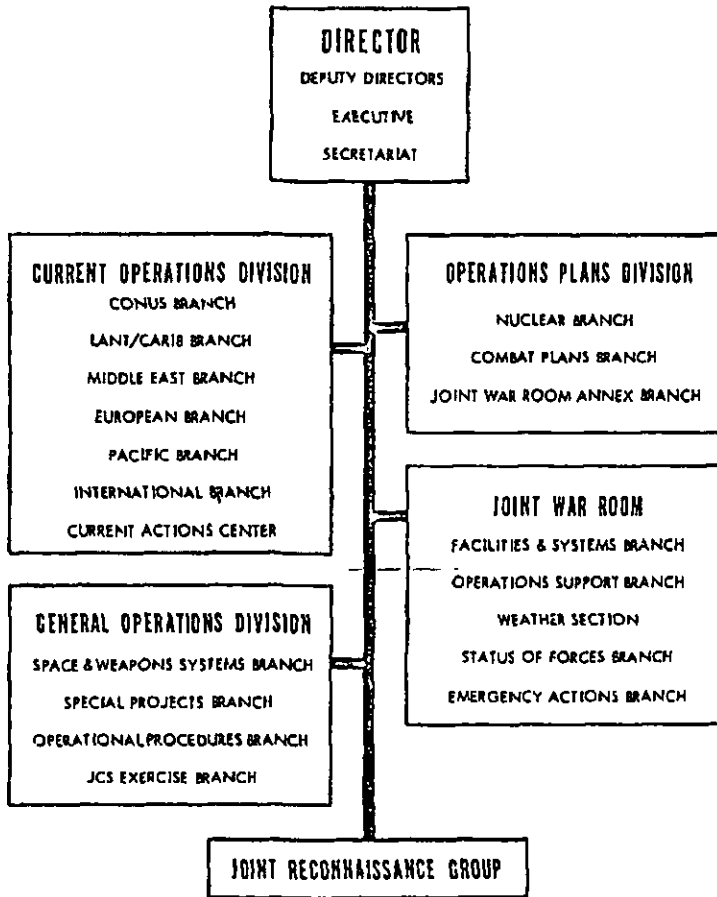 DIRECTOR
DEPUTY DIRECTORS
EXECUTIVE
SECRETARIAT
CURRENT OPERATIONS DIVISION
CONUS BRANCH
LANT/CARIB BRANCH
MIDDLE EAST BRANCH
EUROPEAN BRANCH
PACIFIC BRANCH
INTERNATIONAL BRANCH
CURRENT ACTIONS CENTER
OPERATIONS PLANS DIVISION
NUCLEAR BRANCH
COMBAT PLANS BRANCH
JOINT WAR ROOM ANNEX BRANCH
GENERAL OPERATIONS DIVISION
SPACE & WEAPONS SYSTEMS BRANCH
SPECIAL PROJECTS BRANCH
OPERATIONAL PROCEDURES BRANCH
JCS EXERCISE BRANCH
JOINT WAR ROOM
FACILITIES & SYSTEMS BRANCH
OPERATIONS SUPPORT BRANCH
WEATHER SECTION
STATUS OF FORCES BRANCH
EMERGENCY ACTIONS BRANCH
JOINT RECONNAISSANCE GROUP